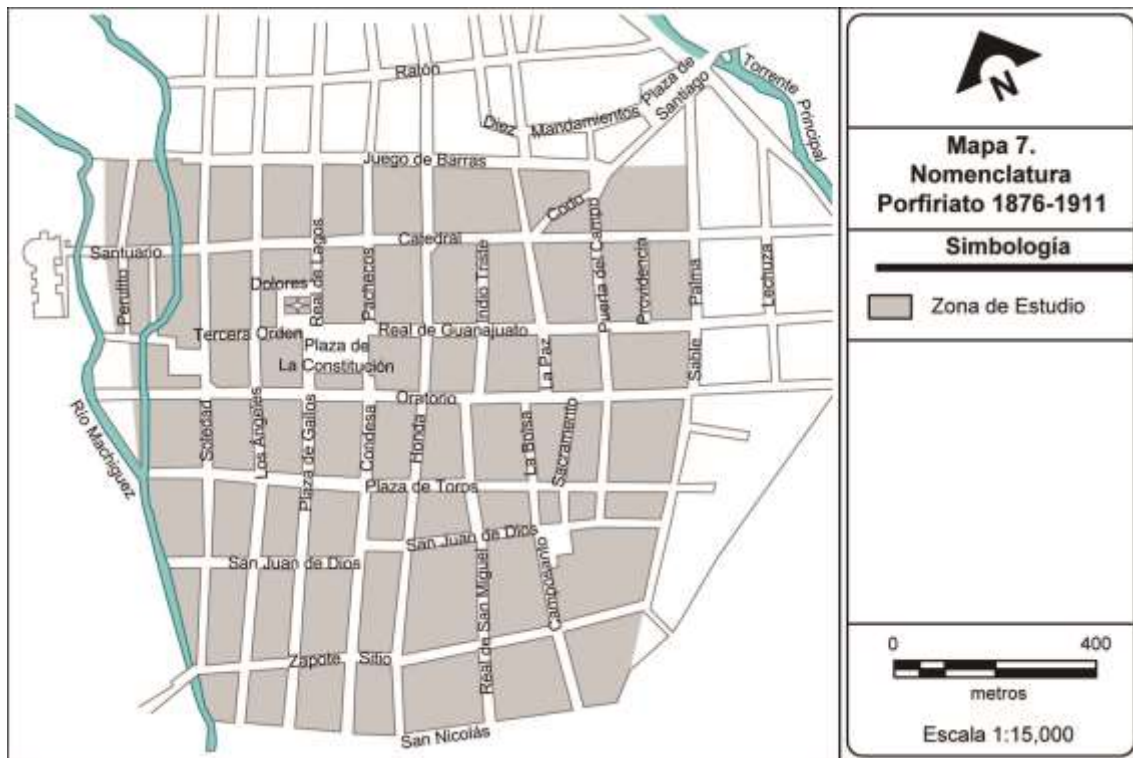 Ratón
Diez
Mandamientos
Plaza de
Santiago
Torrente
Principal
Juego de Barras
Codo
Catedral
Santuario
Perulito
Dolores
Real de Lagos
Pachecos
Indio Triste
Puerta del Campo
Providencia
Palma
Lechuza
Tercera Orden
Plaza de
La Constitución
Real de Guanajuato
La Paz
Sable
Río Machiguez
Soledad
Los Angeles
Plaza de Gallos
Condesa
Oratorio
Honda
La Bolsa
Sacramento
Plaza de Toros
San Juan de Dios
San Juan de Dios
Real de San Miguel
Camposanto
Zapote
Sitio
San Nicolás
N
Mapa 7.
Nomenclatura
Porfiriato 1876-1911
Simbología
Zona de Estudio
0 400
metros
Escala 1:15,000